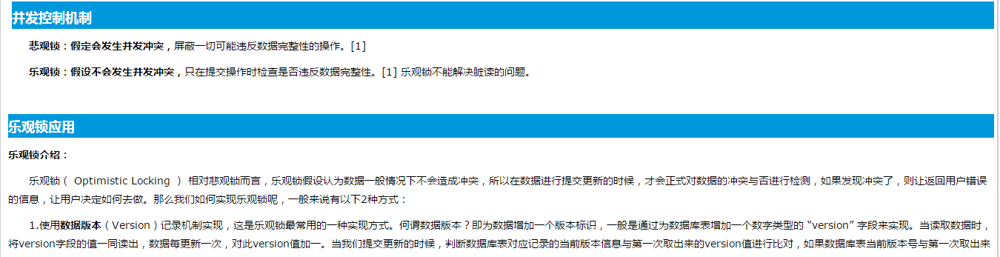 并发控制机制
悲观锁：假定会发生并发冲突，屏蔽一切可能违反数据完整性的操作。[1]
乐观锁：假设不会发生并发冲突，只在提交操作时检查是否违反数据完整性。[1] 乐观锁不能解决脏读的问题。
乐观锁应用
乐观锁介绍：
乐观锁（ Optimistic Locking ） 相对悲观锁而言，乐观锁假设认为数据一般情况下不会造成冲突，所以在数据进行提交更新的时候，才会正式对数据的冲突与否进行检测，如果发现冲突了，则让返回用户错误
的信息，让用户决定如何去做。那么我们如何实现乐观锁呢，一般来说有以下2种方式：
1.使用数据版本（Version）记录机制实现，这是乐观锁最常用的一种实现方式。何谓数据版本？即为数据增加一个版本标识，一般是通过为数据库表增加一个数字类型的 “version” 字段来实现。当读取数据时，
将version字段的值一同读出，数据每更新一次，对此version值加一。当我们提交更新的时候，判断数据库表对应记录的当前版本信息与第一次取出来的version值进行比对，如果数据库表当前版本号与第一次取出来